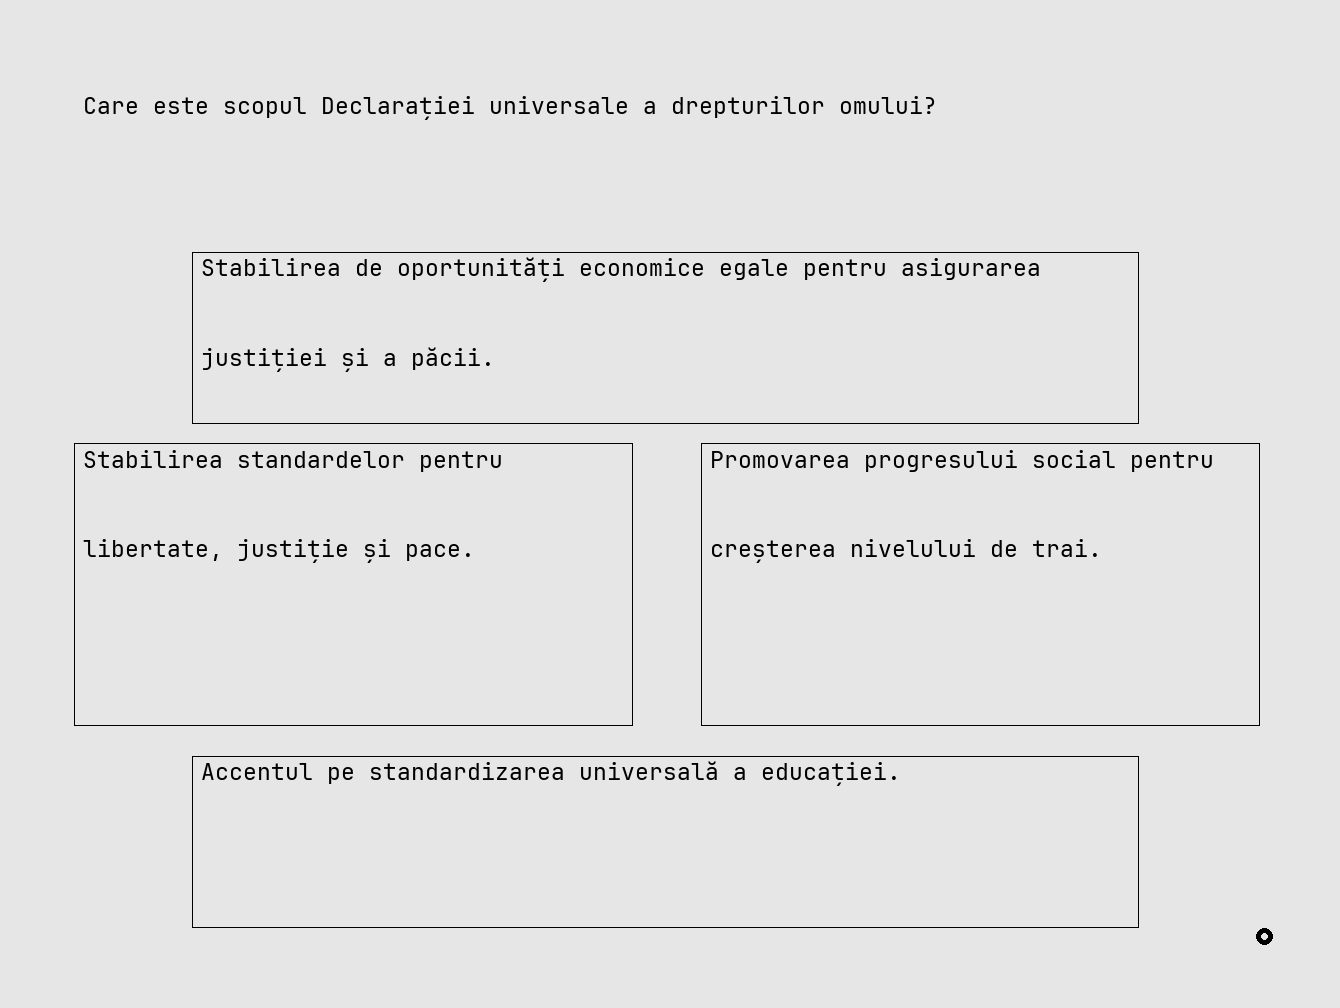 Care este scopul Declarației universale a drepturilor omului?
Stabilirea de oportunități economice egale pentru asigurarea
justiției și a păcii.
Stabilirea standardelor pentru
libertate, justiție și pace.
Promovarea progresului social pentru
creșterea nivelului de trai.
Accentul pe standardizarea universală a educației.